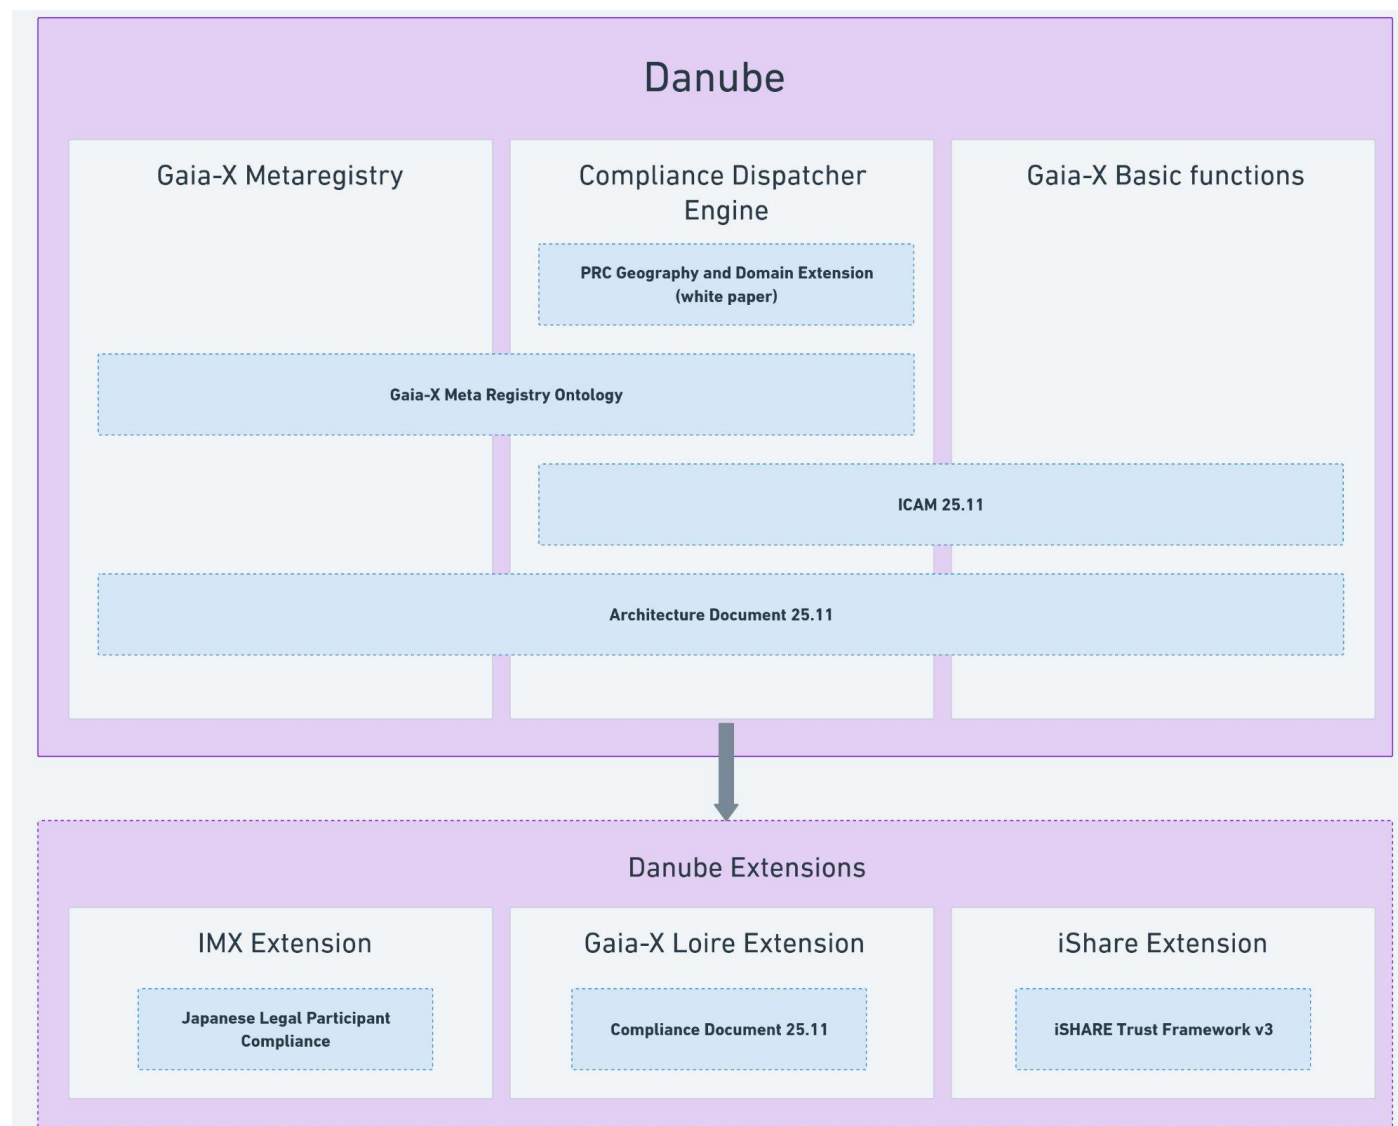 Danube
Gaia-X Metaregistry
Compliance Dispatcher
Engine
Gaia-X Basic functions
PRC Geography and Domain Extension
(white paper)
Gaia-X Meta Registry Ontology
ICAM 25.11
Architecture Document 25.11
Danube Extensions
IMX Extension
Gaia-X Loire Extension
iShare Extension
Japanese Legal Participant
Compliance
Compliance Document 25.11
iSHARE Trust Framework v3